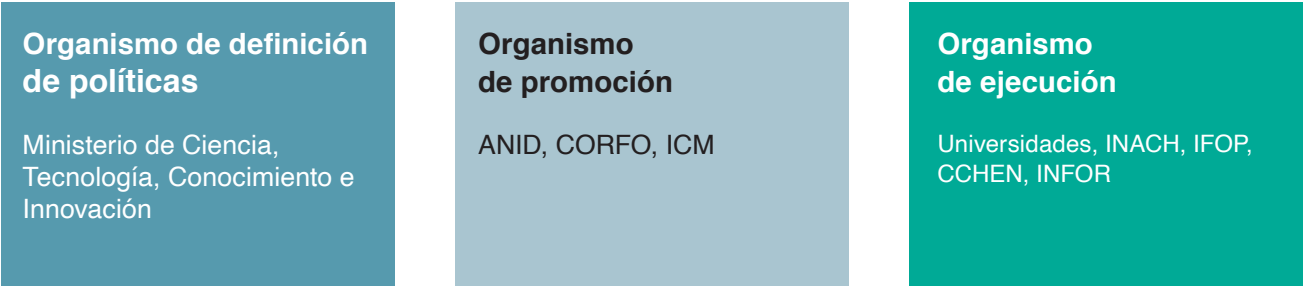 Organismo de definición
de políticas
Ministerio de Ciencia,
Tecnología, Conocimiento e
Innovación
Organismo
de promoción
ANID, CORFO, ICM
Organismo
de ejecución
Universidades, INACH, IFOP,
CCHEN, INFOR